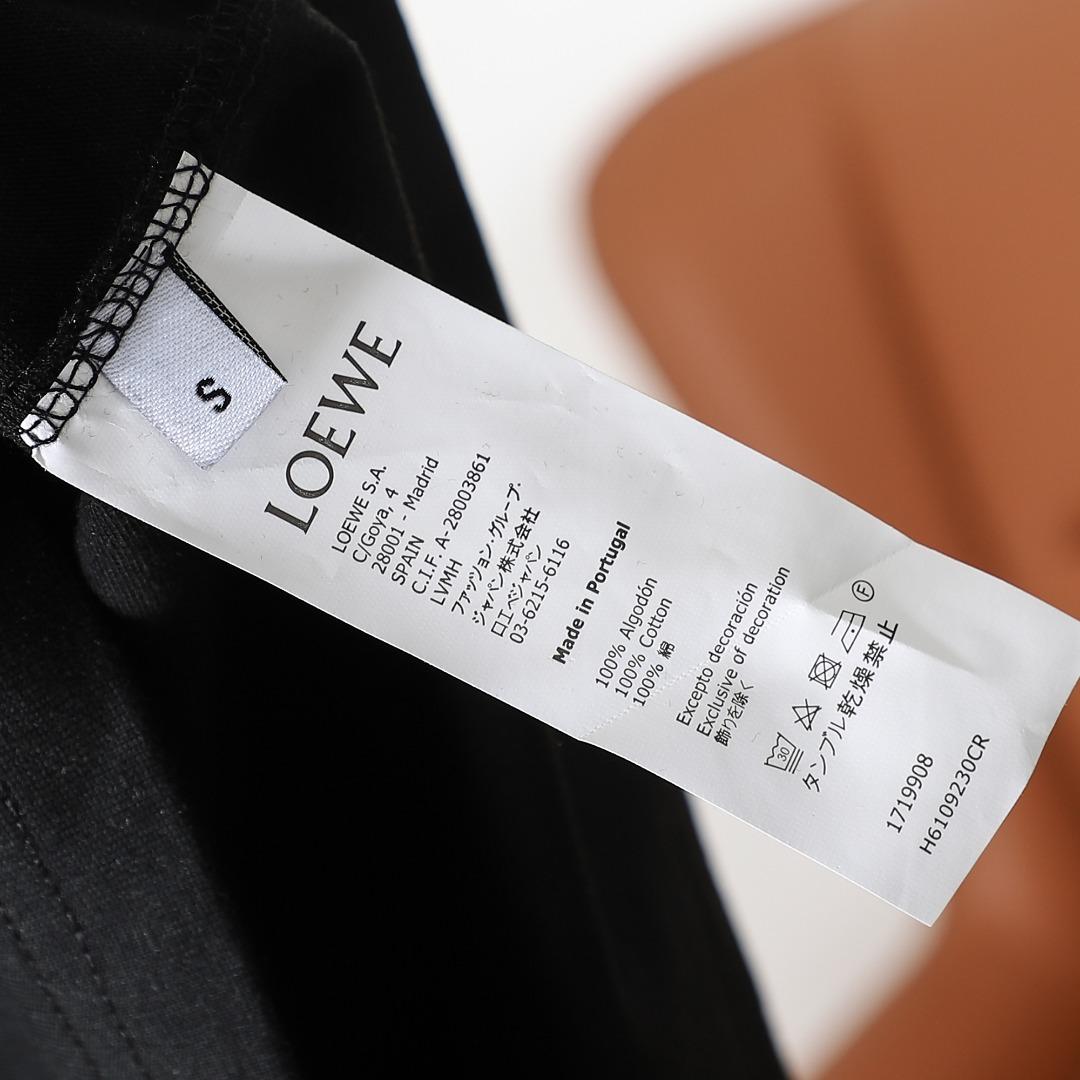 S
LOEWE
LOEWE S.A.
C/Goya, 4
28001 - Madrid
SPAIN
C.I.F. A-28003861
LVMH
ファッション・グループ.
ジャパン株式会社
ロエベジャパン
03-6215-6116
Made in Portugal
100% Algodón
100% Cotton
100% 綿
Excepto decoración
Exclusive of decoration
飾りを除く
30
F
タンブル乾燥禁止
1719908
H6109230CR